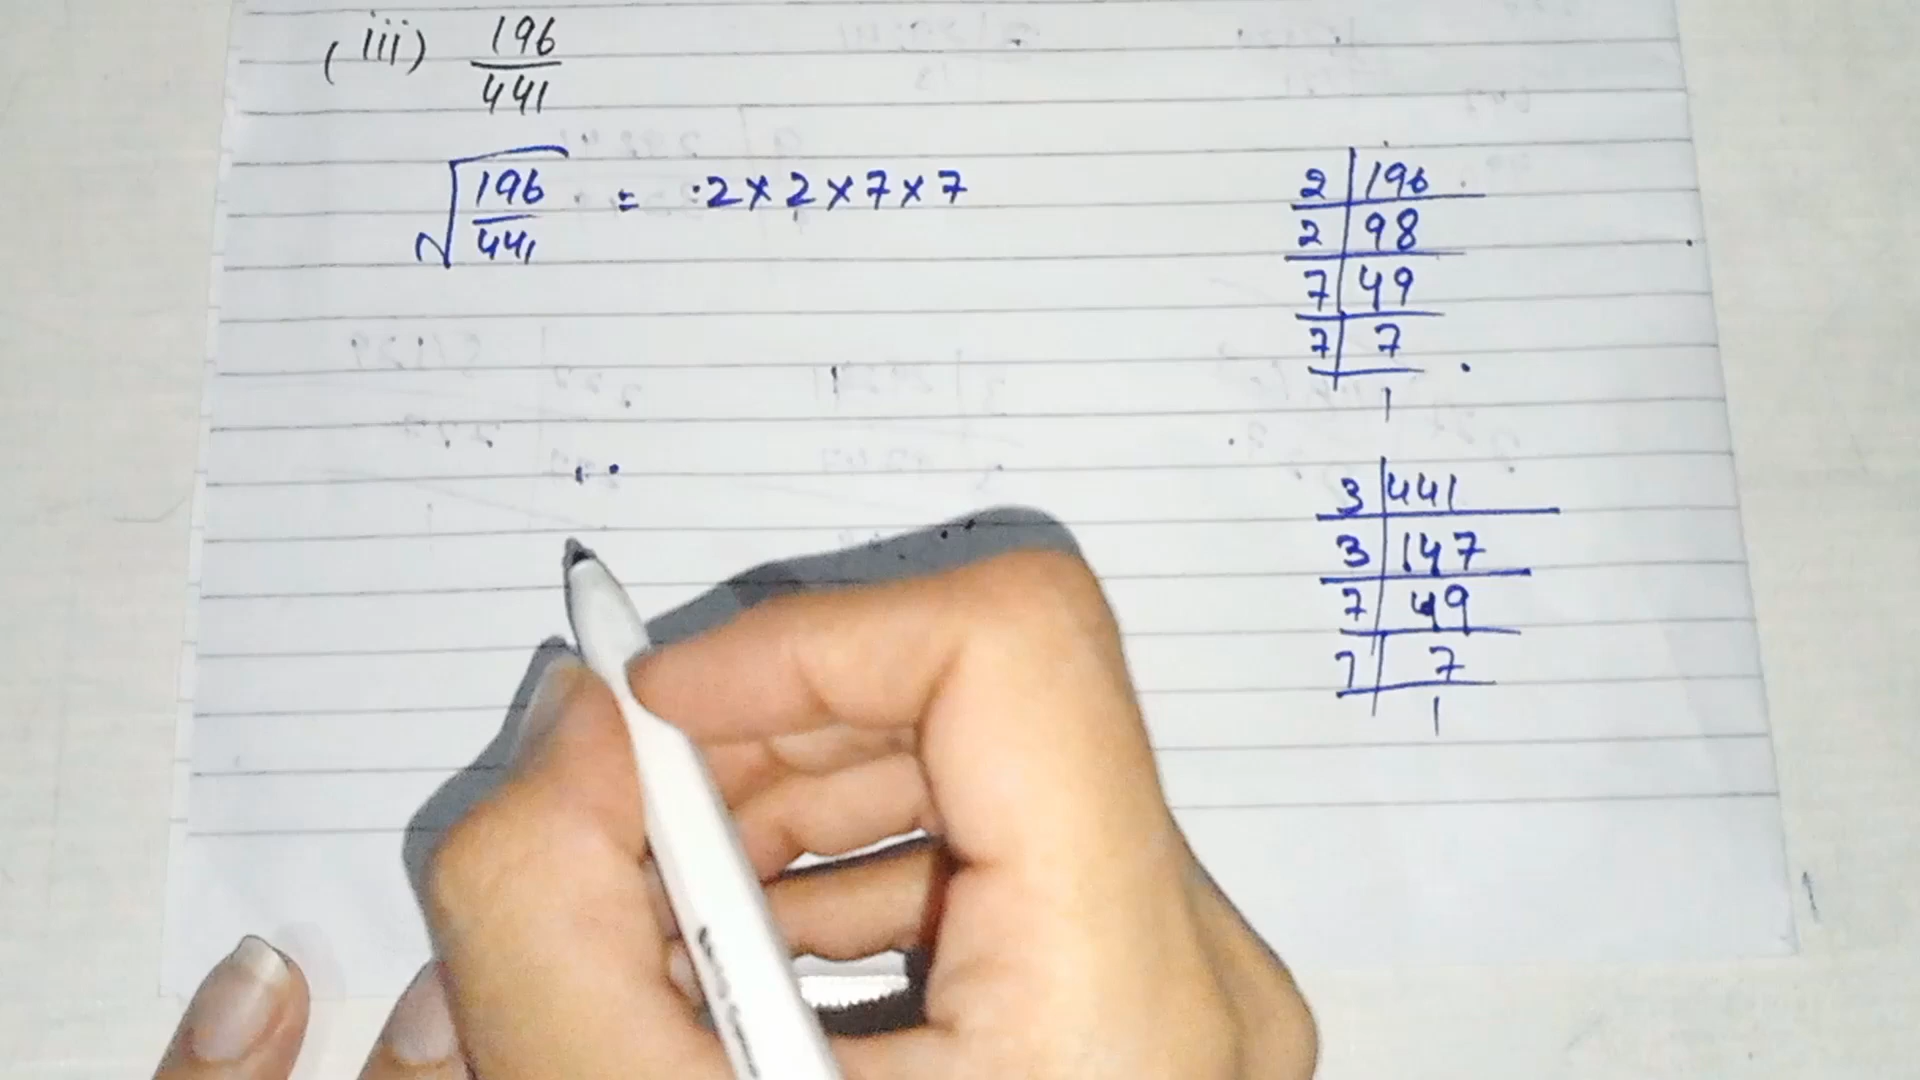 (iii) 196
441
√196/441 = 2×2×7×7
2 | 196
2 | 98
7 | 49
7 | 7
1
3 | 441
3 | 147
7 | 49
7 | 7
1